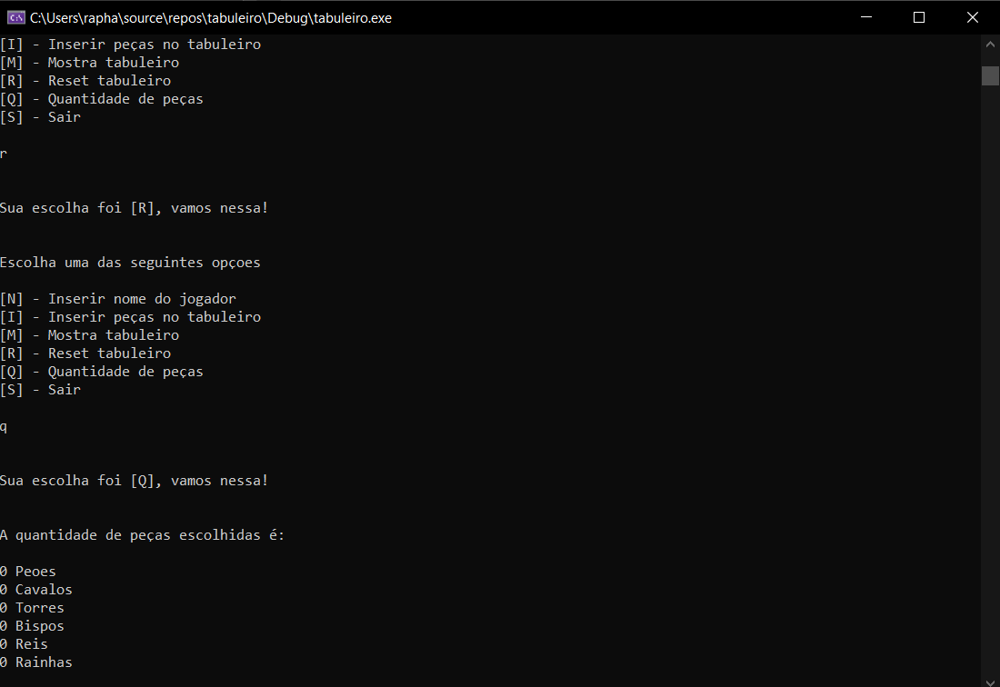 C:\Users\rapha\source\repos\tabuleiro\Debug\tabuleiro.exe
[I] - Inserir peças no tabuleiro
[M] - Mostra tabuleiro
[R] - Reset tabuleiro
[Q] - Quantidade de peças
[S] - Sair
r
Sua escolha foi [R], vamos nessa!
Escolha uma das seguintes opçoes
[N] - Inserir nome do jogador
[I] - Inserir peças no tabuleiro
[M] - Mostra tabuleiro
[R] - Reset tabuleiro
[Q] - Quantidade de peças
[S] - Sair
q
Sua escolha foi [Q], vamos nessa!
A quantidade de peças escolhidas é:
0 Peoes
0 Cavalos
0 Torres
0 Bispos
0 Reis
0 Rainhas